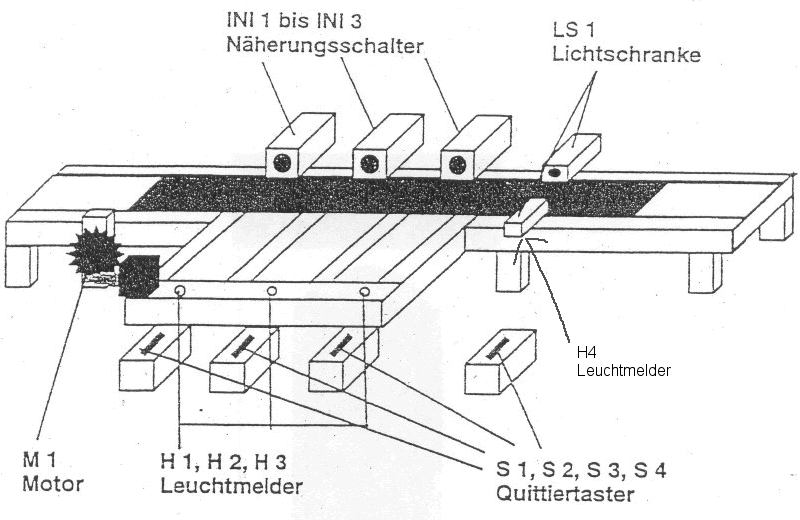 INI 1 bis INI 3
Näherungsschalter
LS 1
Lichtschranke
H4
Leuchtmelder
M 1
Motor
H 1, H 2, H 3
Leuchtmelder
S 1, S 2, S 3, S 4
Quittiertaster